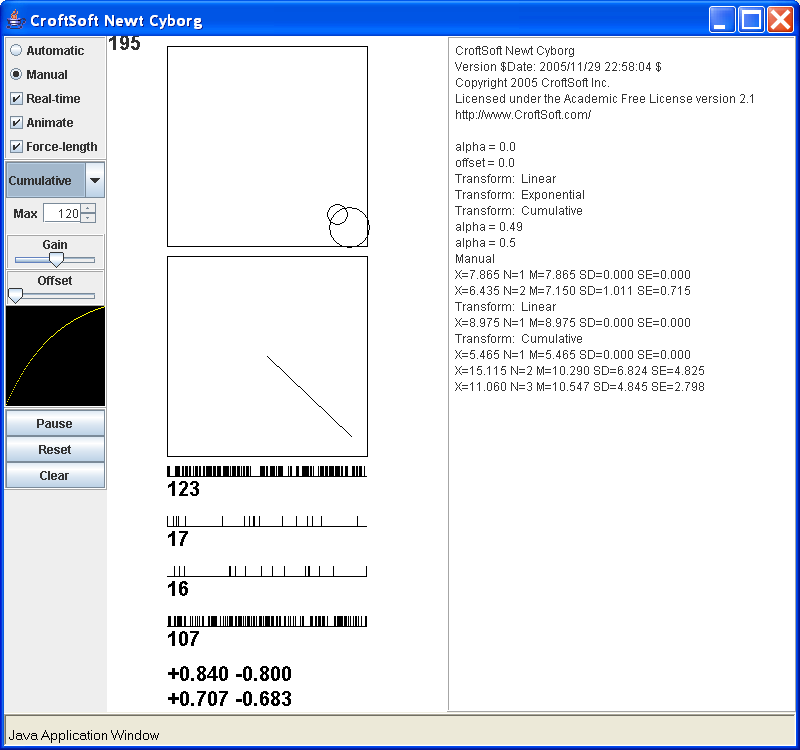 CroftSoft Newt Cyborg
Automatic
Manual
Real-time
Animate
Force-length
Cumulative
Max 120
Gain
Offset
Pause
Reset
Clear
195
123
17
16
107
+0.840 -0.800
+0.707 -0.683
CroftSoft Newt Cyborg
Version $Date: 2005/11/29 22:58:04 $
Copyright 2005 CroftSoft Inc.
Licensed under the Academic Free License version 2.1
http://www.CroftSoft.com/
alpha = 0.0
offset = 0.0
Transform: Linear
Transform: Exponential
Transform: Cumulative
alpha = 0.49
alpha = 0.5
Manual
X=7.865 N=1 M=7.865 SD=0.000 SE=0.000
X=6.435 N=2 M=7.150 SD=1.011 SE=0.715
Transform: Linear
X=8.975 N=1 M=8.975 SD=0.000 SE=0.000
Transform: Cumulative
X=5.465 N=1 M=5.465 SD=0.000 SE=0.000
X=15.115 N=2 M=10.290 SD=6.824 SE=4.825
X=11.060 N=3 M=10.547 SD=4.845 SE=2.798
Java Application Window